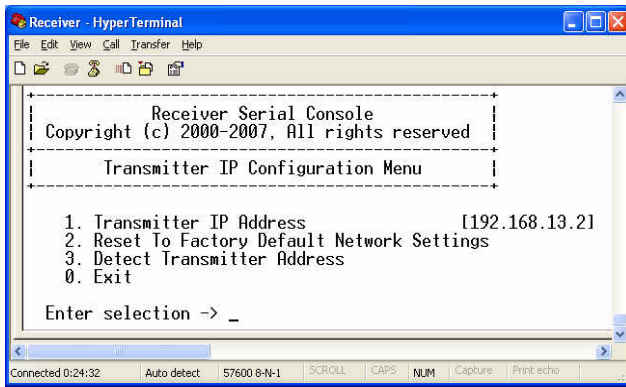 Receiver - HyperTerminal
File Edit View Call Transfer Help
Receiver Serial Console
Copyright (c) 2000-2007, All rights reserved
Transmitter IP Configuration Menu
1. Transmitter IP Address [192.168.13.2]
2. Reset To Factory Default Network Settings
3. Detect Transmitter Address
0. Exit
Enter selection -> _
Connected 0:24:32 Auto detect 57600 8-N-1 SCROLL CAPS NUM Capture Print echo